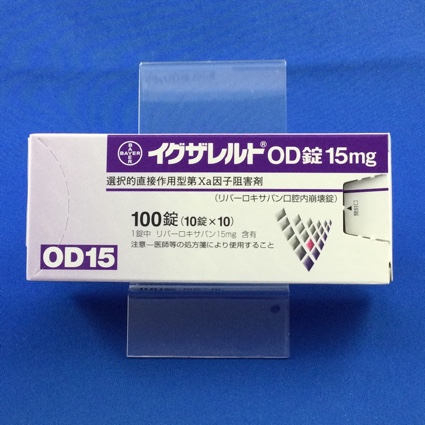 BAYER
イグザレルト® OD錠 15mg
選択的直接作用型第Xa因子阻害剤
(リバーロキサバン口腔内崩壊錠)
100錠 (10錠×10)
1錠中 リバーロキサバン15mg 含有
注意－医師等の処方箋により使用すること
OD15